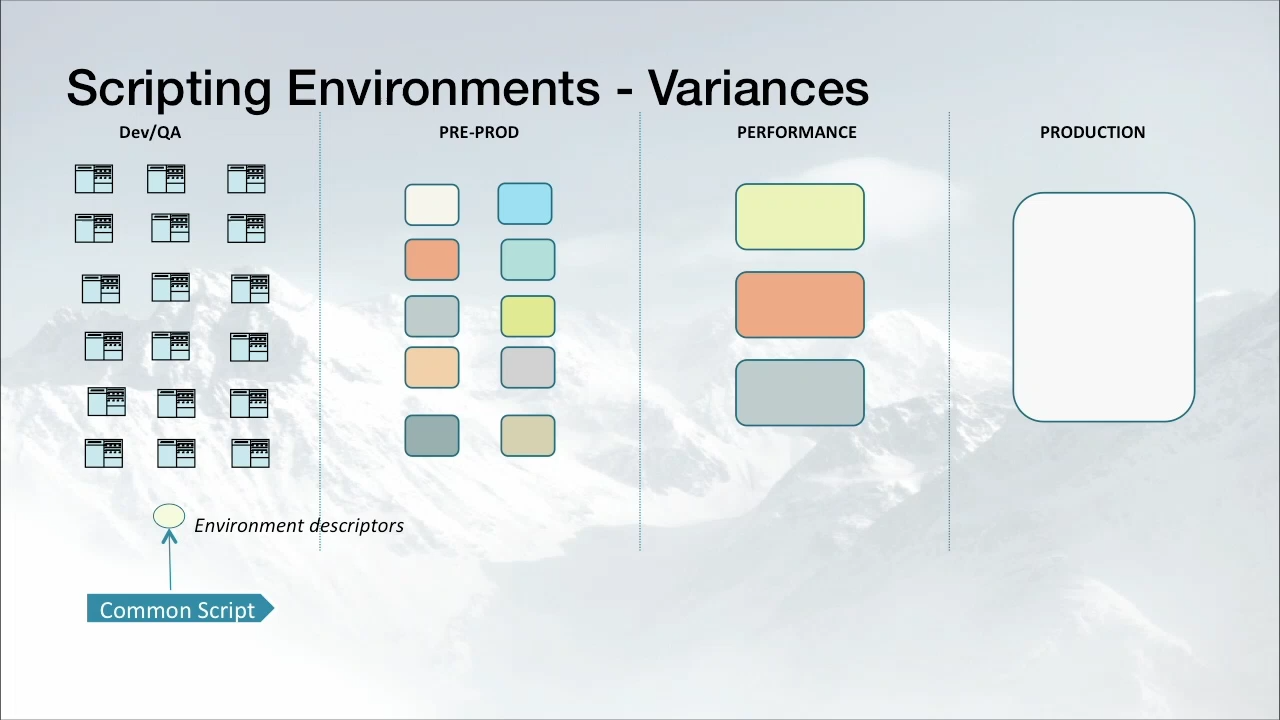 Scripting Environments - Variances
Dev/QA
PRE-PROD
PERFORMANCE
PRODUCTION
Environment descriptors
Common Script